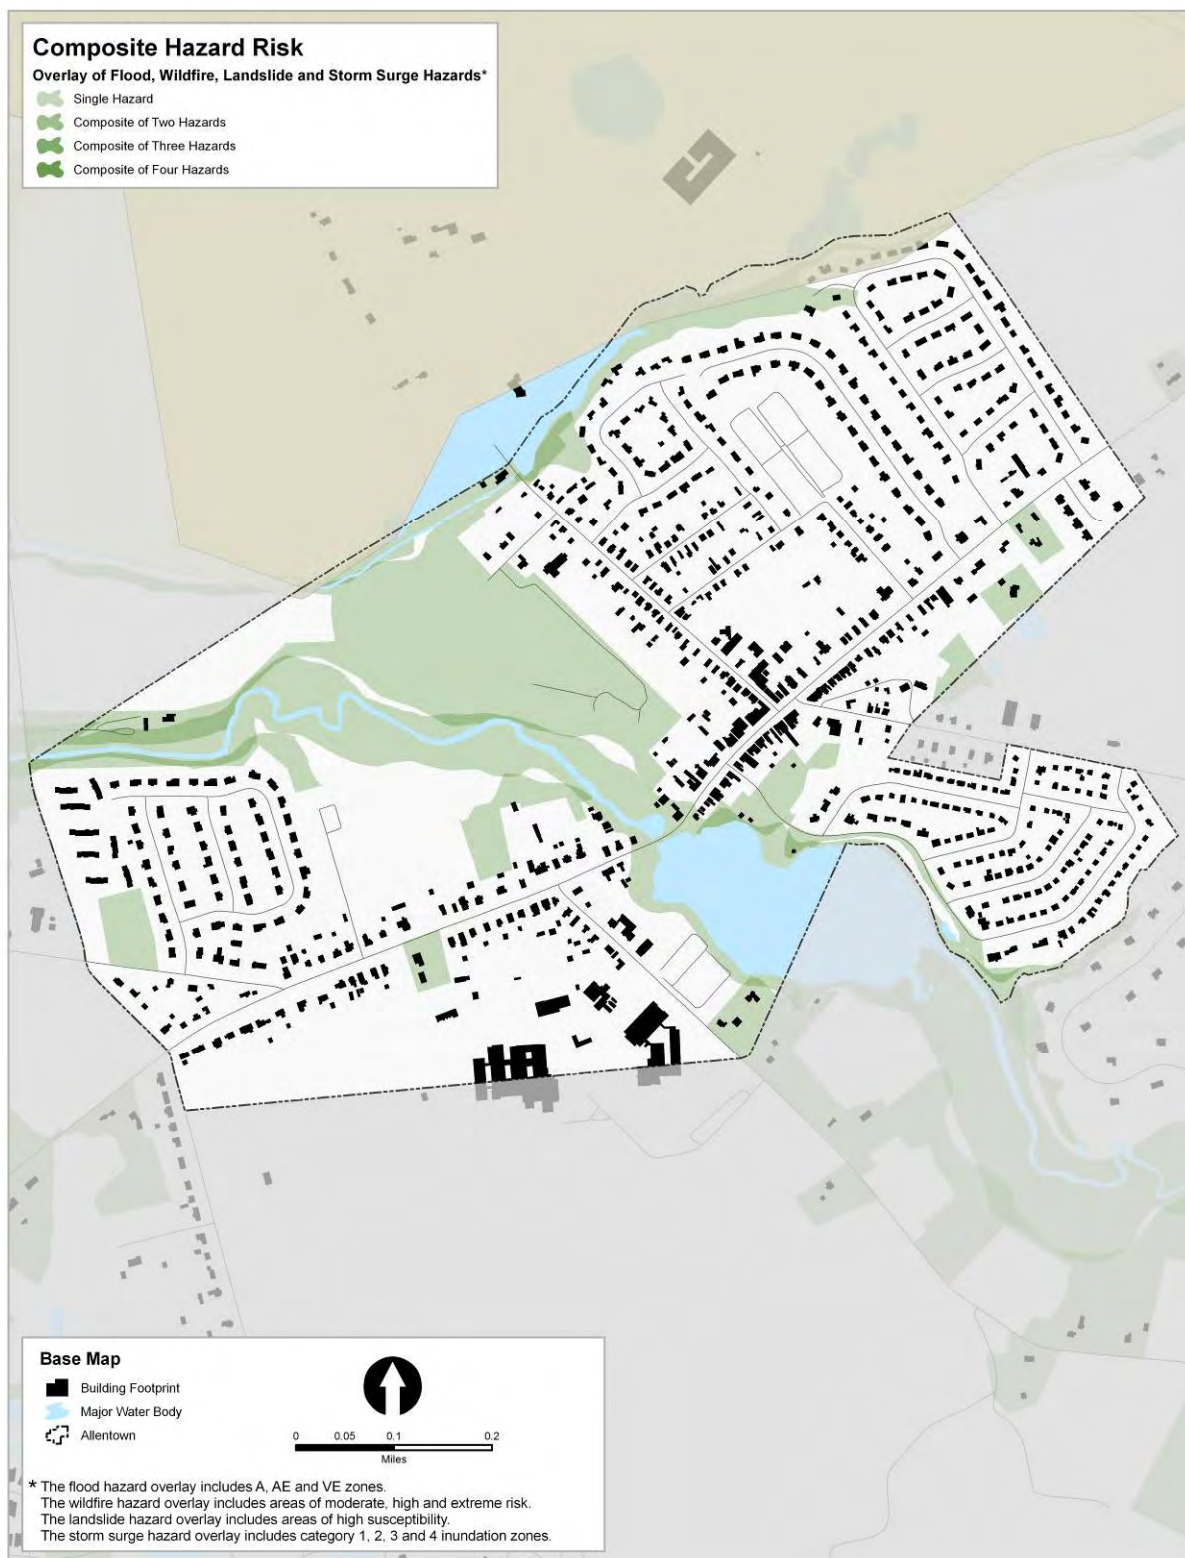 Composite Hazard Risk
Overlay of Flood, Wildfire, Landslide and Storm Surge Hazards*
Single Hazard
Composite of Two Hazards
Composite of Three Hazards
Composite of Four Hazards
Base Map
Building Footprint
Major Water Body
Allentown
0 0.05 0.1 0.2
Miles
* The flood hazard overlay includes A, AE and VE zones.
The wildfire hazard overlay includes areas of moderate, high and extreme risk.
The landslide hazard overlay includes areas of high susceptibility.
The storm surge hazard overlay includes category 1, 2, 3 and 4 inundation zones.